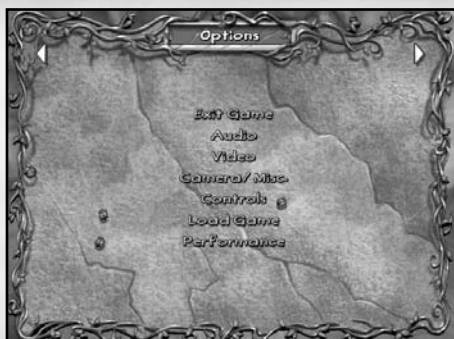 Options
Exit Game
Audio
Video
Camera/ Misc.
Controls
Load Game
Performance